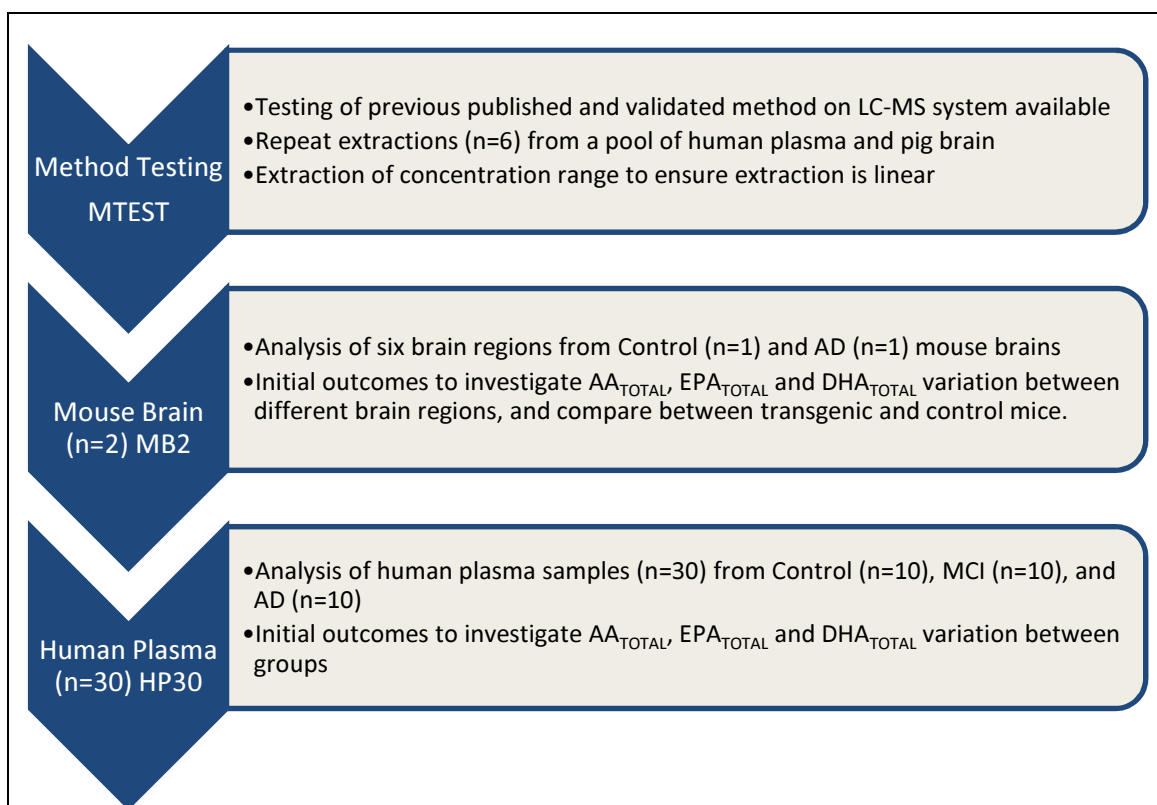 Method Testing
MTEST
•Testing of previous published and validated method on LC-MS system available
•Repeat extractions (n=6) from a pool of human plasma and pig brain
•Extraction of concentration range to ensure extraction is linear
Mouse Brain
(n=2) MB2
•Analysis of six brain regions from Control (n=1) and AD (n=1) mouse brains
•Initial outcomes to investigate AATOTAL, EPATOTAL and DHATOTAL variation between
different brain regions, and compare between transgenic and control mice.
Human Plasma
(n=30) HP30
•Analysis of human plasma samples (n=30) from Control (n=10), MCI (n=10), and
AD (n=10)
•Initial outcomes to investigate AATOTAL, EPATOTAL and DHATOTAL variation between
groups